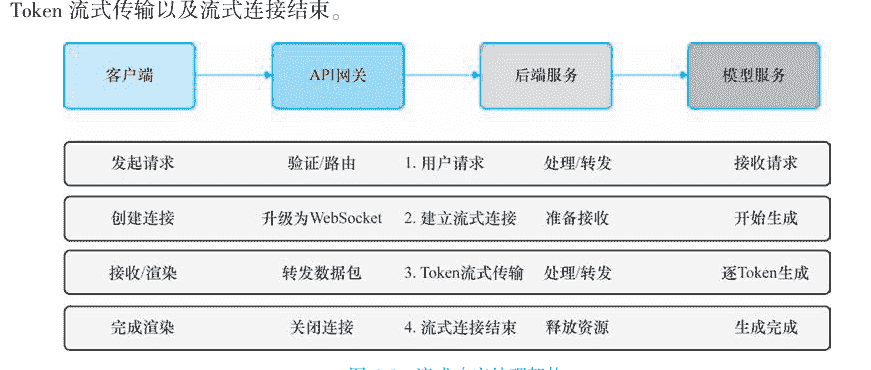 Token 流式传输以及流式连接结束。
客户端 API网关 后端服务 模型服务
发起请求 验证/路由 1. 用户请求 处理/转发 接收请求
创建连接 升级为WebSocket 2. 建立流式连接 准备接收 开始生成
接收/渲染 转发数据包 3. Token流式传输 处理/转发 逐Token生成
完成渲染 关闭连接 4. 流式连接结束 释放资源 生成完成